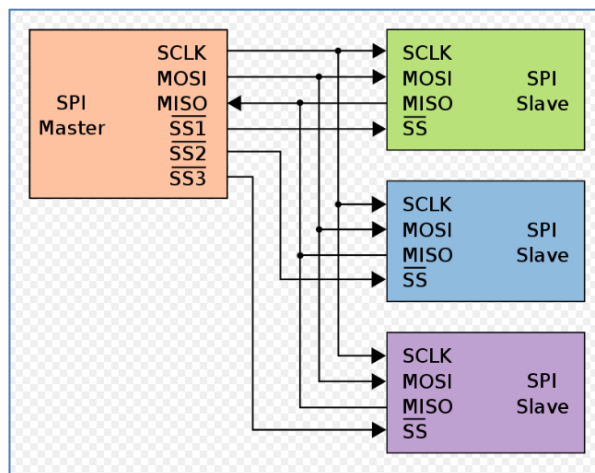 SPI
Master
SCLK
MOSI
MISO
SS1
SS2
SS3
SCLK
MOSI
MISO
SS
SPI
Slave
SCLK
MOSI
MISO
SS
SPI
Slave
SCLK
MOSI
MISO
SS
SPI
Slave